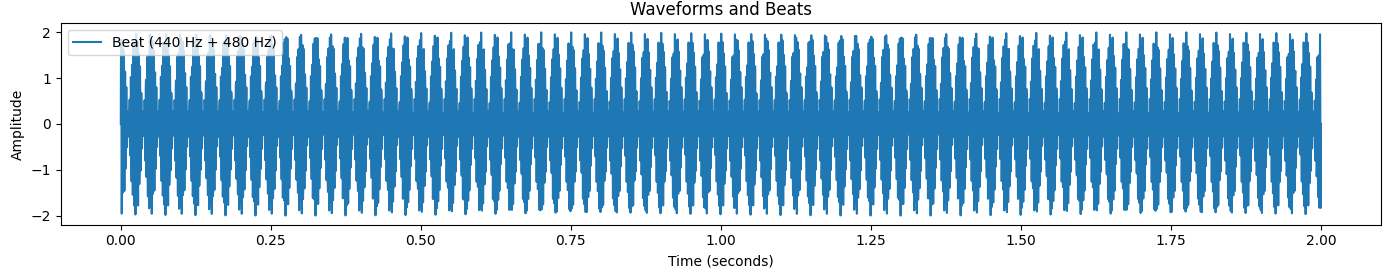 Waveforms and Beats
Beat (440 Hz + 480 Hz)
Amplitude
2
1
0
−1
−2
0.00 0.25 0.50 0.75 1.00 1.25 1.50 1.75 2.00
Time (seconds)